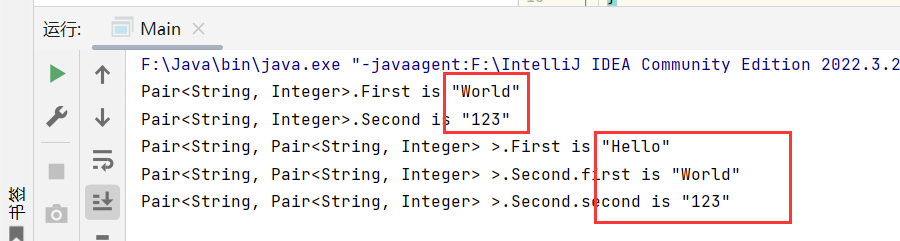 运行:
Main
F:\Java\bin\java.exe "-javaagent:F:\IntelliJ IDEA Community Edition 2022.3.2
Pair<String, Integer>.First is "World"
Pair<String, Integer>.Second is "123"
Pair<String, Pair<String, Integer> >.First is "Hello"
Pair<String, Pair<String, Integer> >.Second.first is "World"
Pair<String, Pair<String, Integer> >.Second.second is "123"
书签